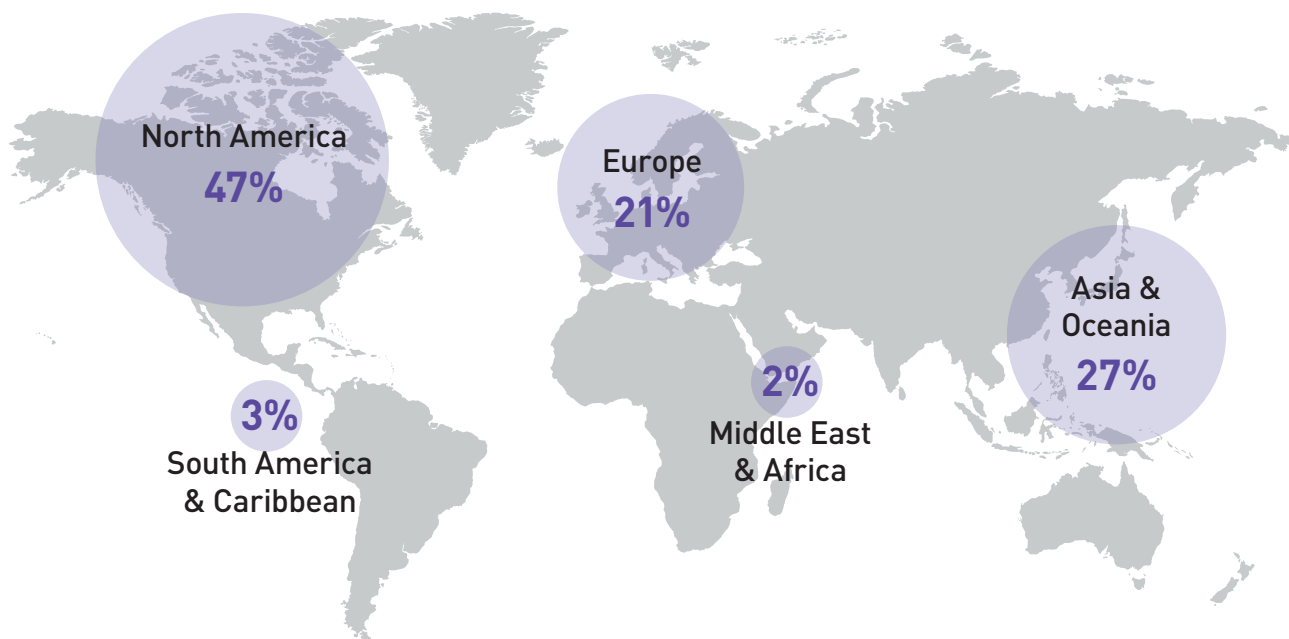 North America
47%
Europe
21%
Asia &
Oceania
27%
3%
South America
& Caribbean
2%
Middle East
& Africa